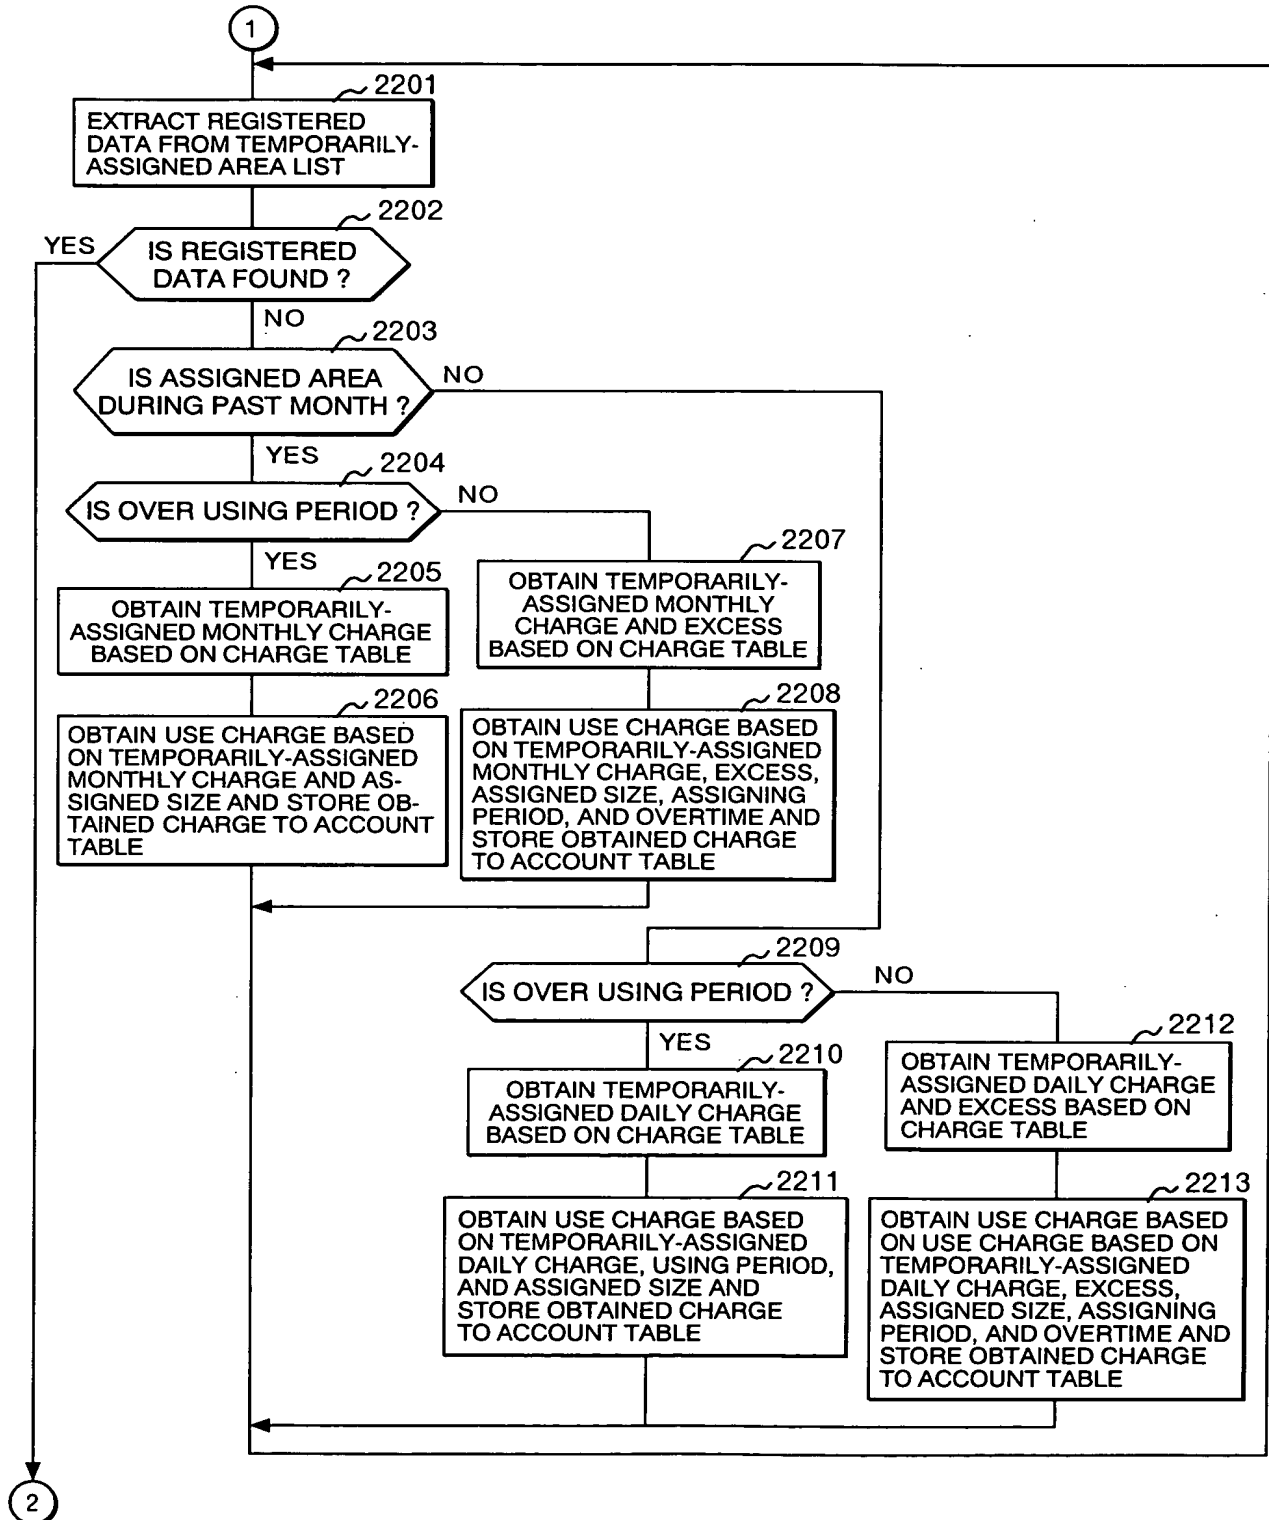 1
2201
EXTRACT REGISTERED
DATA FROM TEMPORARILY-
ASSIGNED AREA LIST
2202
YES
IS REGISTERED
DATA FOUND ?
NO
2203
IS ASSIGNED AREA
DURING PAST MONTH ?
NO
YES
2204
IS OVER USING PERIOD ?
NO
YES
2205
OBTAIN TEMPORARILY-
ASSIGNED MONTHLY CHARGE
BASED ON CHARGE TABLE
2207
OBTAIN TEMPORARILY-
ASSIGNED MONTHLY
CHARGE AND EXCESS
BASED ON CHARGE TABLE
2206
OBTAIN USE CHARGE BASED
ON TEMPORARILY-ASSIGNED
MONTHLY CHARGE AND AS-
SIGNED SIZE AND STORE OB-
TAINED CHARGE TO ACCOUNT
TABLE
2208
OBTAIN USE CHARGE BASED
ON TEMPORARILY-ASSIGNED
MONTHLY CHARGE, EXCESS,
ASSIGNED SIZE, ASSIGNING
PERIOD, AND OVERTIME AND
STORE OBTAINED CHARGE
TO ACCOUNT TABLE
2209
IS OVER USING PERIOD ?
NO
YES
2210
OBTAIN TEMPORARILY-
ASSIGNED DAILY CHARGE
BASED ON CHARGE TABLE
2212
OBTAIN TEMPORARILY-
ASSIGNED DAILY CHARGE
AND EXCESS BASED ON
CHARGE TABLE
2211
OBTAIN USE CHARGE BASED
ON TEMPORARILY-ASSIGNED
DAILY CHARGE, USING PERIOD,
AND ASSIGNED SIZE AND
STORE OBTAINED CHARGE
TO ACCOUNT TABLE
2213
OBTAIN USE CHARGE BASED
ON USE CHARGE BASED ON
TEMPORARILY-ASSIGNED
DAILY CHARGE, EXCESS,
ASSIGNED SIZE, ASSIGNING
PERIOD, AND OVERTIME AND
STORE OBTAINED CHARGE
TO ACCOUNT TABLE
2